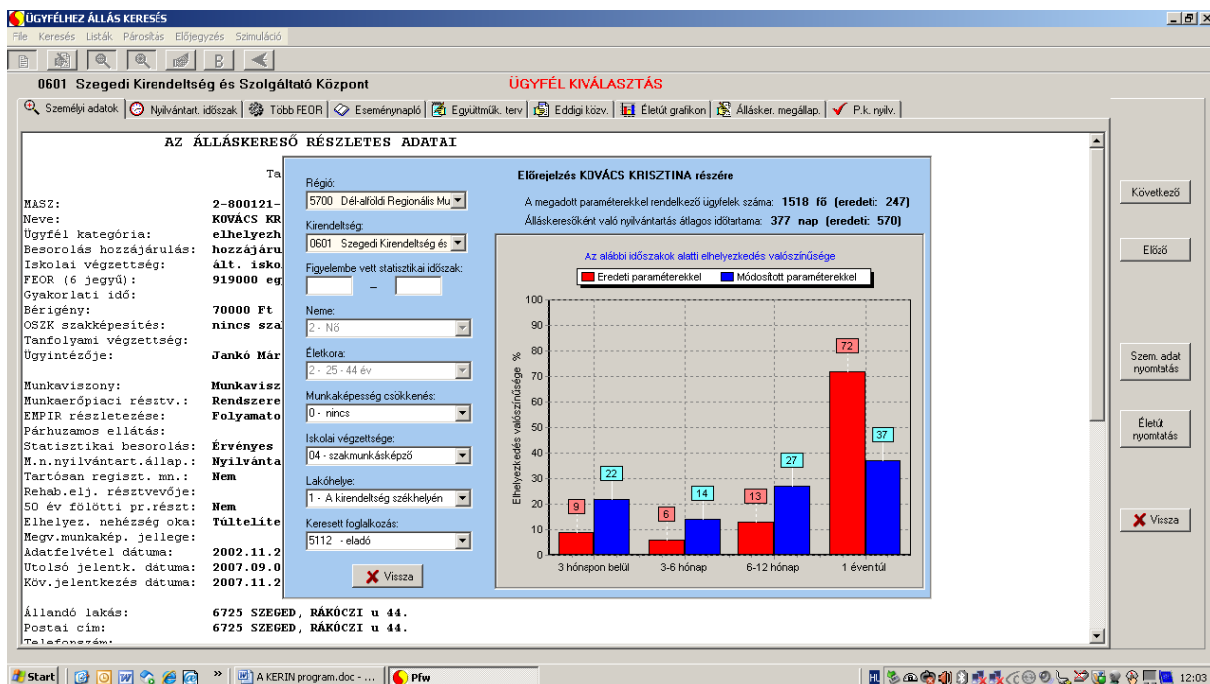 ÜGYFÉLHEZ ÁLLÁS KERESÉS
File Keresés Listák Párosítás Előjegyzés Szimuláció
B
0601 Szegedi Kirendeltség és Szolgáltató Központ
ÜGYFÉL KIVÁLASZTÁS
Személyi adatok
Nyilvántart. időszak
Több FEOR
Eseménynapló
Együttműk. terv
Eddigi közv.
Életút grafikon
Állásker. megállap.
P.k. nyilv.
AZ ÁLLÁSKERESŐ RÉSZLETES ADATAI
Ta
MASZ: 2-800121-
Neve: KOVÁCS KR
Ügyfél kategória: elhelyezh
Besorolás hozzájárulás: hozzájáru
Iskolai végzettség: ált. isko
FEOR (6 jegyű): 919000 eg
Gyakorlati idő:
Bérigény: 70000 Ft
OSZK szakképesítés: nincs sza
Tanfolyami végzettség:
Ügyintézője: Jankó Már
Munkaviszony: Munkavisz
Munkaerőpiaci résztv.: Rendszere
EMPIR részletezése: Folyamato
Párhuzamos ellátás:
Statisztikai besorolás: Érvényes
M.n.nyilvántart.állap.: Nyilvánta
Tartósan regiszt. mn.: Nem
Rehab.elj. résztvevője:
50 év fölötti pr.részt: Nem
Elhelyez. nehézség oka: Túltelíte
Megv.munkakép. jellege:
Adatfelvétel dátuma: 2002.11.2
Utolsó jelentk. dátuma: 2007.09.0
Köv.jelentkezés dátuma: 2007.11.2
Állandó lakás: 6725 SZEGED, RÁKÓCZI u 44.
Postai cím: 6725 SZEGED, RÁKÓCZI u 44.
Telefonszám:
Régió:
5700 Dél-alföldi Regionális Mu
Kirendeltség:
0601 Szegedi Kirendeltség és
Figyelembe vett statisztikai időszak:
–
Neme:
2 - Nő
Életkora:
2 - 25 - 44 év
Munkaképesség csökkenés:
0 - nincs
Iskolai végzettsége:
04 - szakmunkásképző
Lakóhelye:
1 - A kirendeltség székhelyén
Keresett foglalkozás:
5112 - eladó
Vissza
Előrejelzés KOVÁCS KRISZTINA részére
A megadott paraméterekkel rendelkező ügyfelek száma: 1518 fő (eredeti: 247)
Álláskeresőként való nyilvántartás átlagos időtartama: 377 nap (eredeti: 570)
Az alábbi időszakok alatti elhelyezkedés valószínűsége
Eredeti paraméterekkel
Módosított paraméterekkel
Elhelyezkedés valószínűsége %
100
90
80
70
60
50
40
30
20
10
0
9
22
6
14
13
27
72
37
3 hónapon belül
3-6 hónap
6-12 hónap
1 éven túl
Következő
Előző
Szem. adat
nyomtatás
Életút
nyomtatás
Vissza
Start
»
A KERIN program.doc - ...
Pfw
12:03